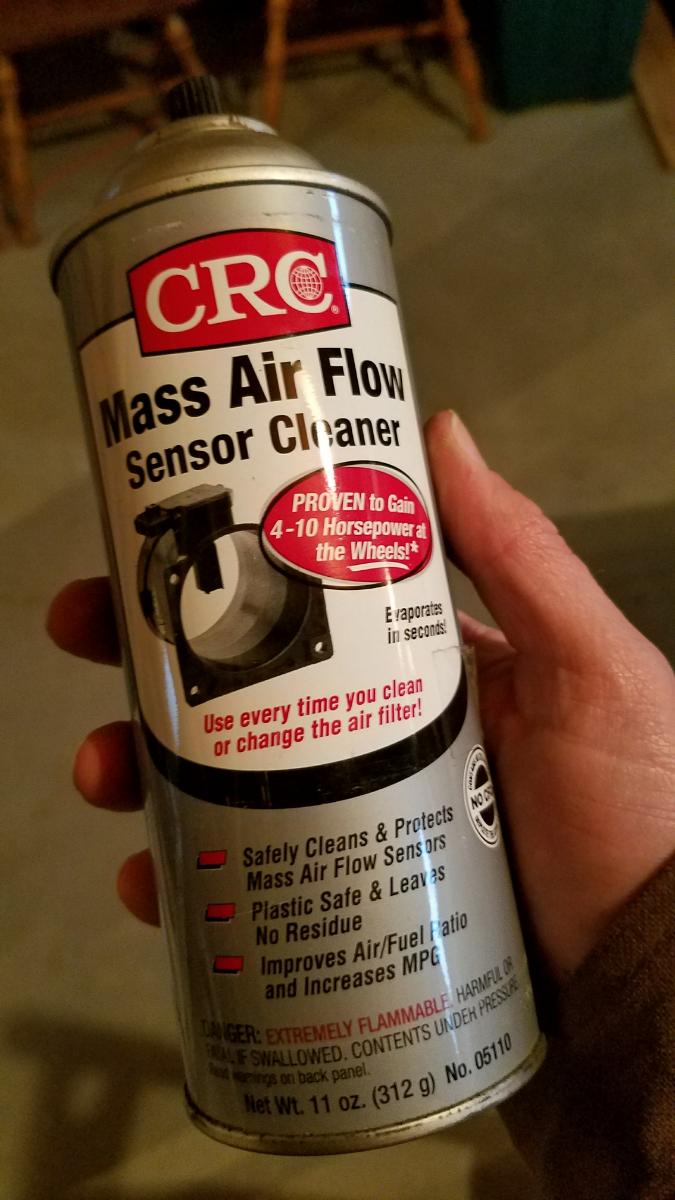 CRC®
Mass Air Flow
Sensor Cleaner
PROVEN to Gain
4-10 Horsepower at
the Wheels!*
Evaporates
in seconds!
Use every time you clean
or change the air filter!
NO
Safely Cleans & Protects
Mass Air Flow Sensors
Plastic Safe & Leaves
No Residue
Improves Air/Fuel Ratio
and Increases MPG
DANGER: EXTREMELY FLAMMABLE. HARMFUL OR
FATAL IF SWALLOWED. CONTENTS UNDER PRESSURE.
Read warnings on back panel.
Net Wt. 11 oz. (312 g) No. 05110